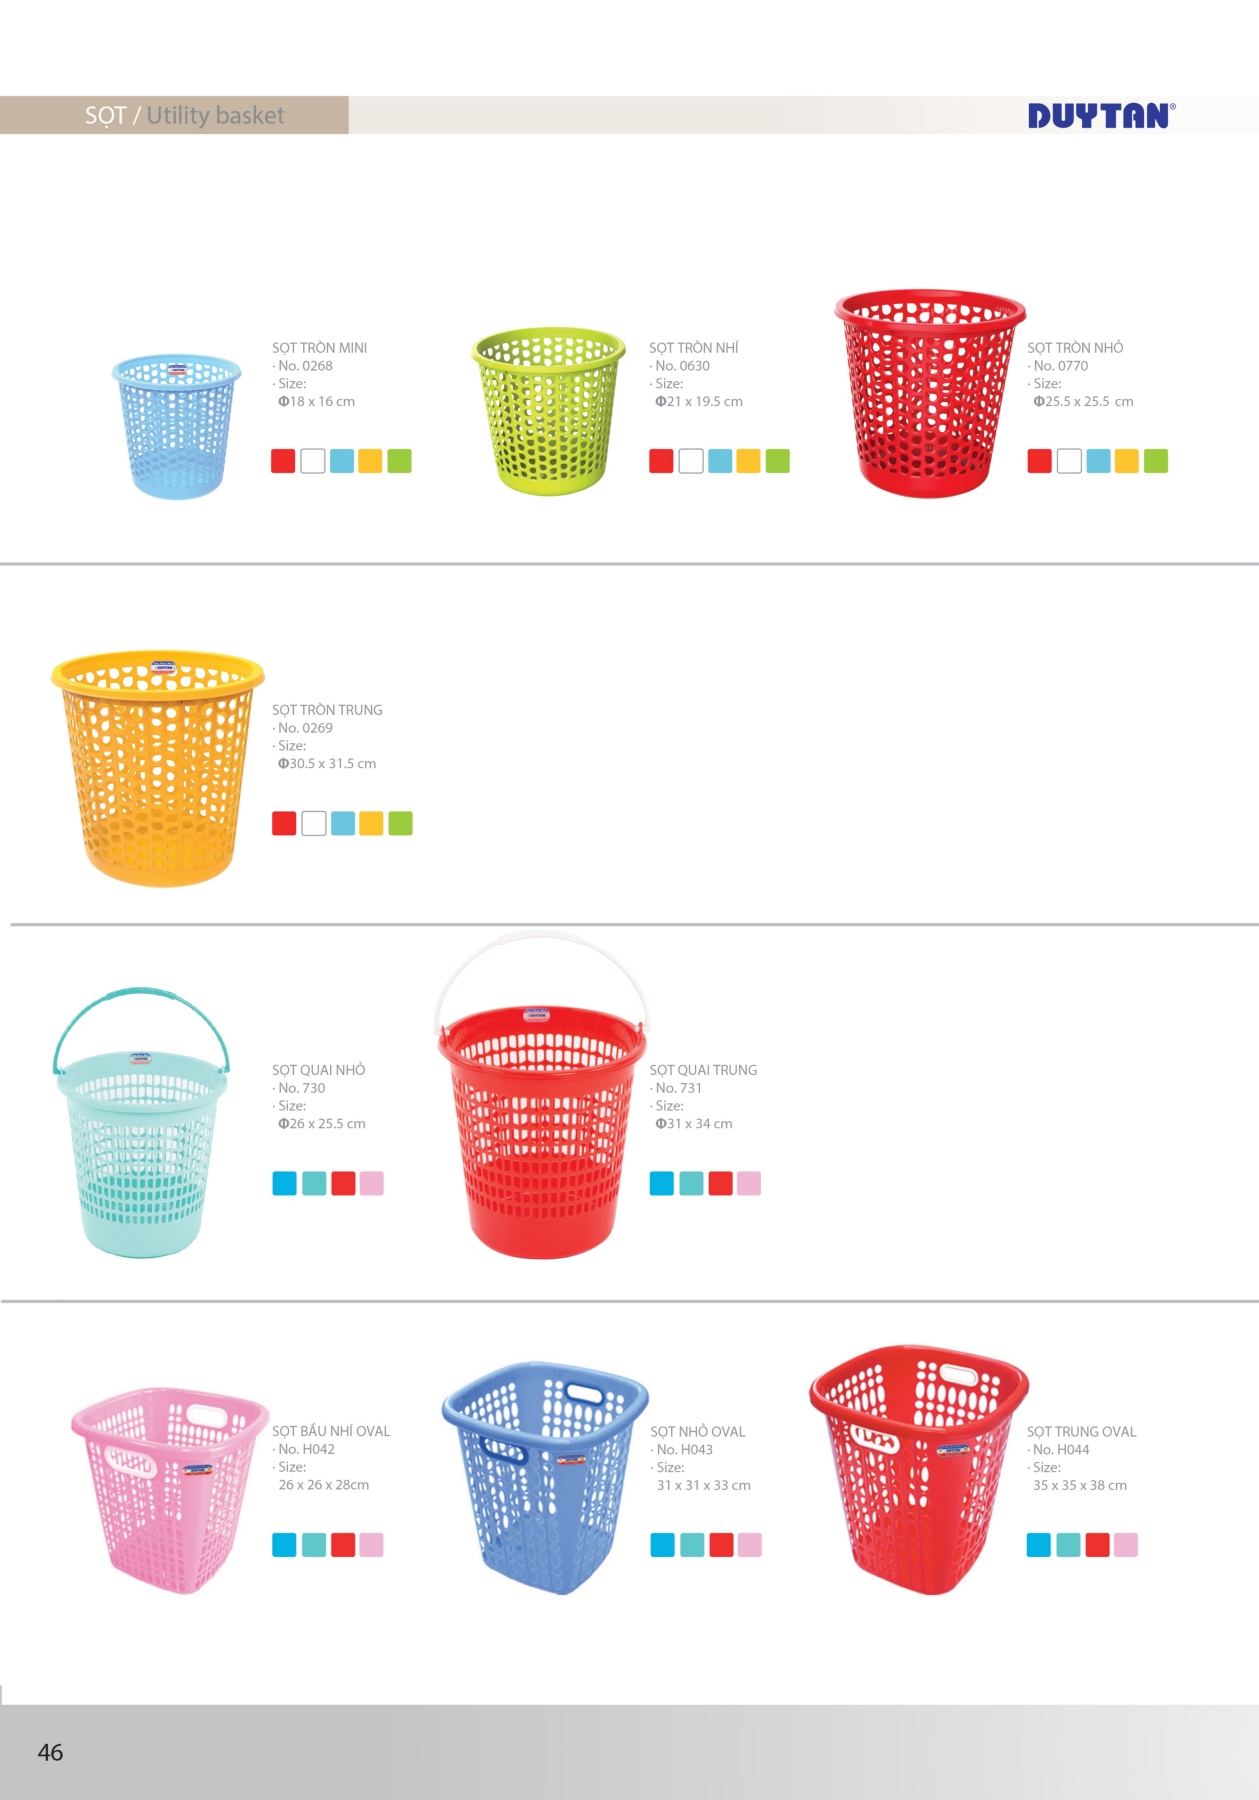 SỌT / Utility basket
DUYTAN®
SỌT TRÒN MINI
· No. 0268
· Size:
Φ18 x 16 cm
SỌT TRÒN NHÍ
· No. 0630
· Size:
Φ21 x 19.5 cm
SỌT TRÒN NHỎ
· No. 0770
· Size:
Φ25.5 x 25.5 cm
SỌT TRÒN TRUNG
· No. 0269
· Size:
Φ30.5 x 31.5 cm
SỌT QUAI NHỎ
· No. 730
· Size:
Φ26 x 25.5 cm
SỌT QUAI TRUNG
· No. 731
· Size:
Φ31 x 34 cm
SỌT BẦU NHÍ OVAL
· No. H042
· Size:
26 x 26 x 28cm
SỌT NHỎ OVAL
· No. H043
· Size:
31 x 31 x 33 cm
SỌT TRUNG OVAL
· No. H044
· Size:
35 x 35 x 38 cm
46